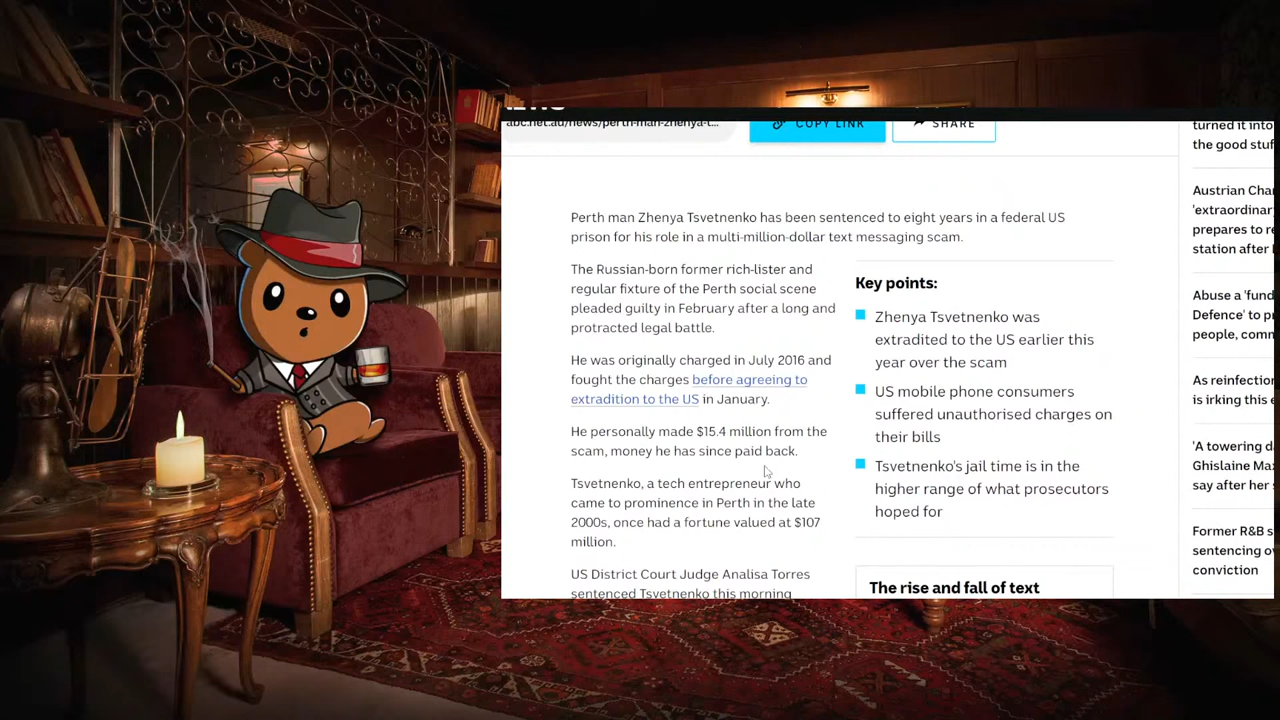 abc.net.au/news/perth-man-zhenya-t...
COPY LINK
SHARE
Perth man Zhenya Tsvetnenko has been sentenced to eight years in a federal US
prison for his role in a multi-million-dollar text messaging scam.
The Russian-born former rich-lister and
regular fixture of the Perth social scene
pleaded guilty in February after a long and
protracted legal battle.
He was originally charged in July 2016 and
fought the charges before agreeing to
extradition to the US in January.
He personally made $15.4 million from the
scam, money he has since paid back.
Tsvetnenko, a tech entrepreneur who
came to prominence in Perth in the late
2000s, once had a fortune valued at $107
million.
US District Court Judge Analisa Torres
sentenced Tsvetnenko this morning
Key points:
Zhenya Tsvetnenko was
extradited to the US earlier this
year over the scam
US mobile phone consumers
suffered unauthorised charges on
their bills
Tsvetnenko's jail time is in the
higher range of what prosecutors
hoped for
The rise and fall of text
turned it into
the good stuf
Austrian Cha
'extraordinar
prepares to re
station after
Abuse a 'fund
Defence' to p
people, comm
As reinfection
is irking this e
'A towering d
Ghislaine Max
say after her s
Former R&B s
sentencing ov
conviction